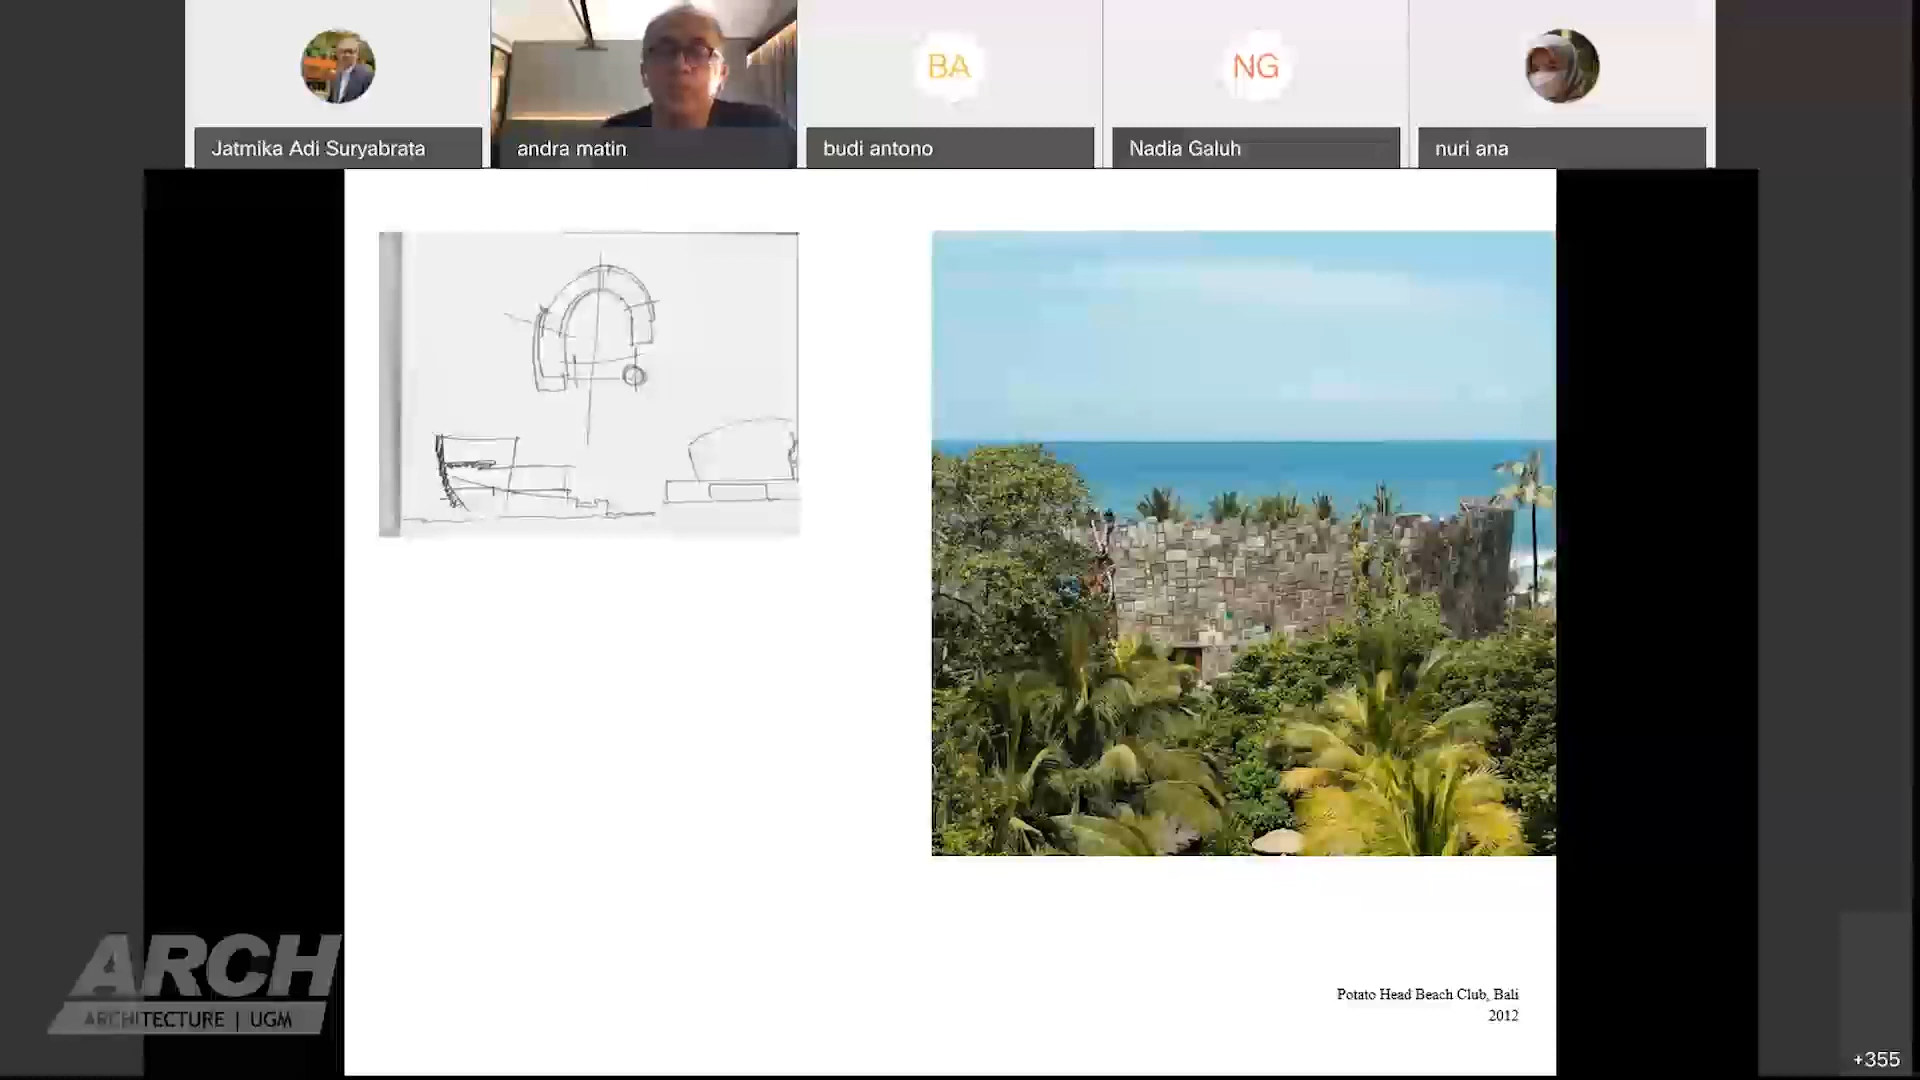 BA
NG
Jatmika Adi Suryabrata
andra matin
budi antono
Nadia Galuh
nuri ana
ARCH
ARCHITECTURE | UGM
Potato Head Beach Club, Bali
2012
+355